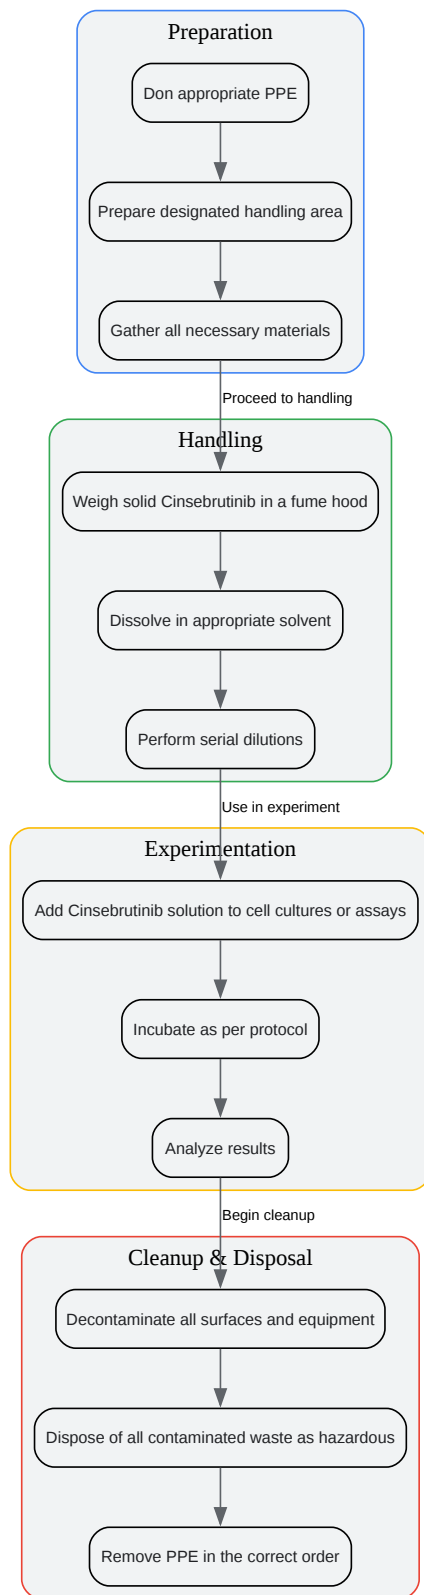 Preparation
Don appropriate PPE
Prepare designated handling area
Gather all necessary materials
Proceed to handling
Handling
Weigh solid Cinsebrutinib in a fume hood
Dissolve in appropriate solvent
Perform serial dilutions
Use in experiment
Experimentation
Add Cinsebrutinib solution to cell cultures or assays
Incubate as per protocol
Analyze results
Begin cleanup
Cleanup & Disposal
Decontaminate all surfaces and equipment
Dispose of all contaminated waste as hazardous
Remove PPE in the correct order